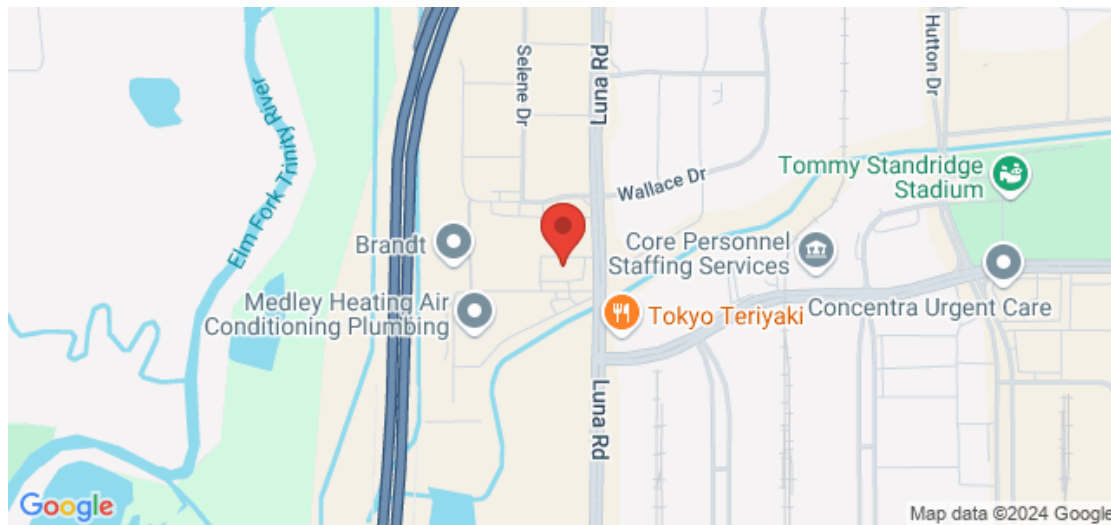 Elm Fork Trinity River
Selene Dr
Luna Rd
Hutton Dr
Wallace Dr
Tommy Standridge
Stadium
Brandt
Core Personnel
Staffing Services
Medley Heating Air
Conditioning Plumbing
Tokyo Teriyaki
Concentra Urgent Care
Luna Rd
Google
Map data ©2024 Google